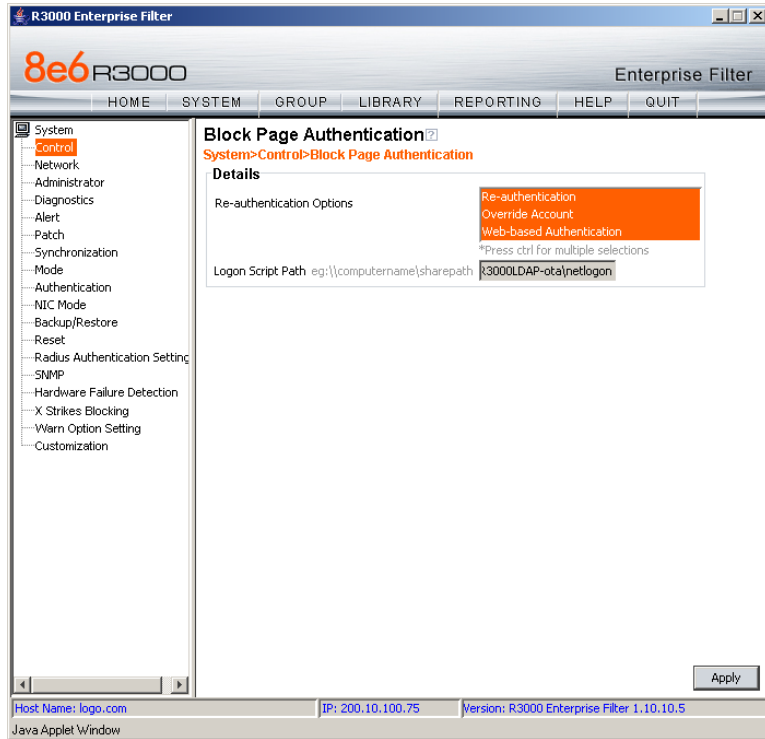 R3000 Enterprise Filter
8e6 R3000
Enterprise Filter
HOME SYSTEM GROUP LIBRARY REPORTING HELP QUIT
System
Control
Network
Administrator
Diagnostics
Alert
Patch
Synchronization
Mode
Authentication
NIC Mode
Backup/Restore
Reset
Radius Authentication Setting
SNMP
Hardware Failure Detection
X Strikes Blocking
Warn Option Setting
Customization
Block Page Authentication ?
System>Control>Block Page Authentication
Details
Re-authentication Options
Re-authentication
Override Account
Web-based Authentication
*Press ctrl for multiple selections
Logon Script Path eg:\\computername\sharepath R3000LDAP-ota\netlogon
Apply
Host Name: logo.com IP: 200.10.100.75 Version: R3000 Enterprise Filter 1.10.10.5
Java Applet Window